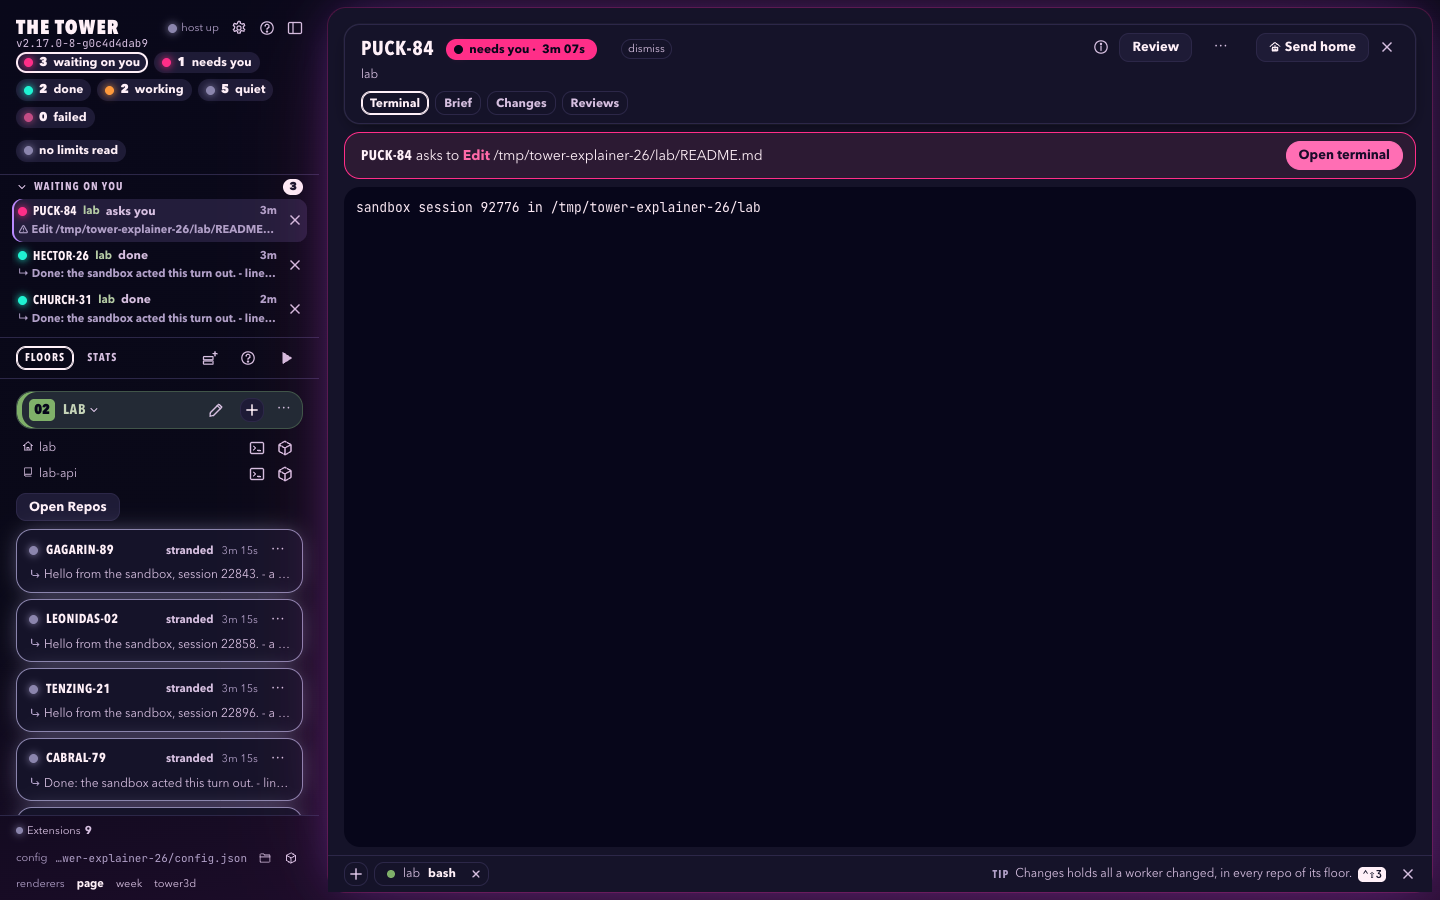 THE TOWER
host up
v2.17.0-8-g0c4d4dab9
3 waiting on you
1 needs you
2 done
2 working
5 quiet
0 failed
no limits read
WAITING ON YOU
3
PUCK-84 lab asks you 3m
Edit /tmp/tower-explainer-26/lab/README...
HECTOR-26 lab done 3m
Done: the sandbox acted this turn out. - line...
CHURCH-31 lab done 2m
Done: the sandbox acted this turn out. - line...
FLOORS STATS
02 LAB
lab
lab-api
Open Repos
GAGARIN-89 stranded 3m 15s
Hello from the sandbox, session 22843. - a ...
LEONIDAS-02 stranded 3m 15s
Hello from the sandbox, session 22858. - a ...
TENZING-21 stranded 3m 15s
Hello from the sandbox, session 22896. - a ...
CABRAL-79 stranded 3m 15s
Done: the sandbox acted this turn out. - lin...
Extensions 9
config …wer-explainer-26/config.json
renderers page week tower3d
PUCK-84
needs you · 3m 07s
dismiss
Review
Send home
lab
Terminal Brief Changes Reviews
PUCK-84 asks to Edit /tmp/tower-explainer-26/lab/README.md
Open terminal
sandbox session 92776 in /tmp/tower-explainer-26/lab
lab bash
TIP Changes holds all a worker changed, in every repo of its floor. ⌃⇧3